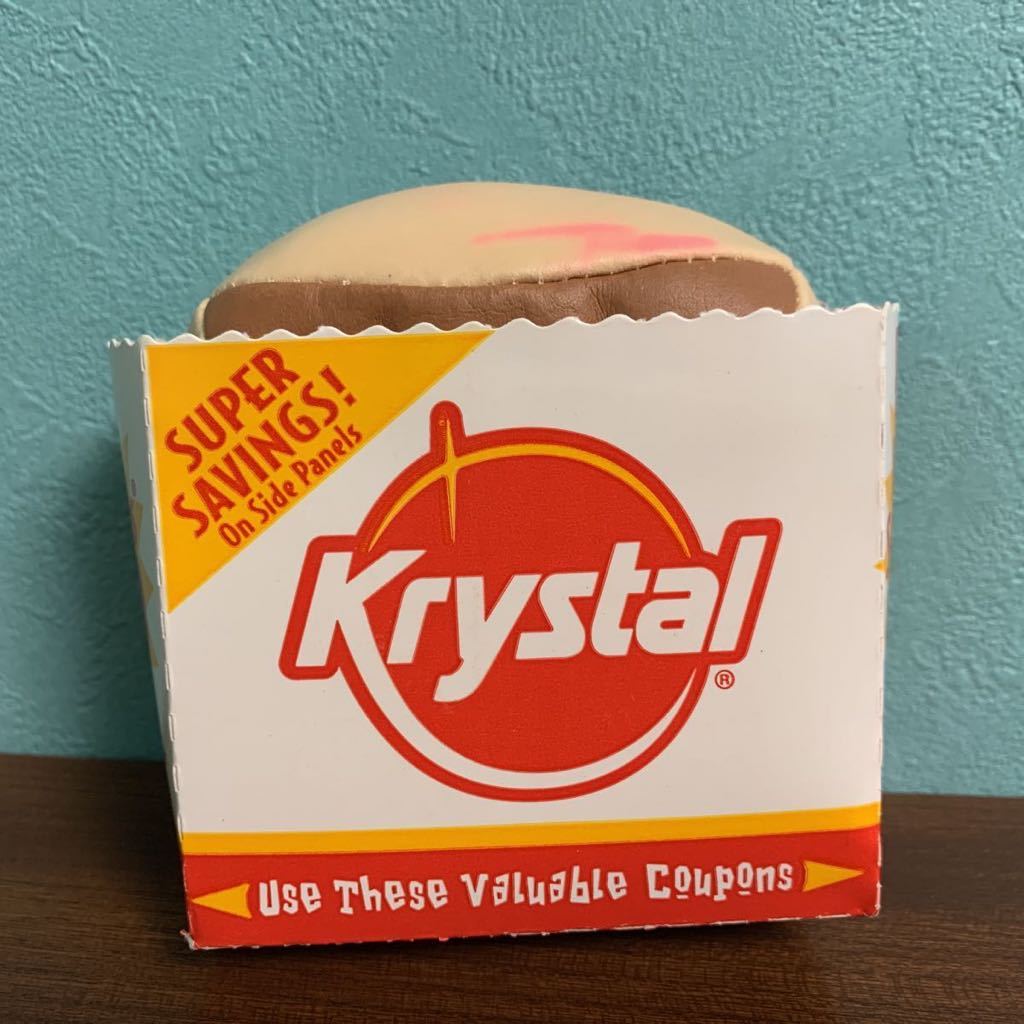 SUPER
SAVINGS!
On Side Panels
Krystal®
Use These Valuable Coupons